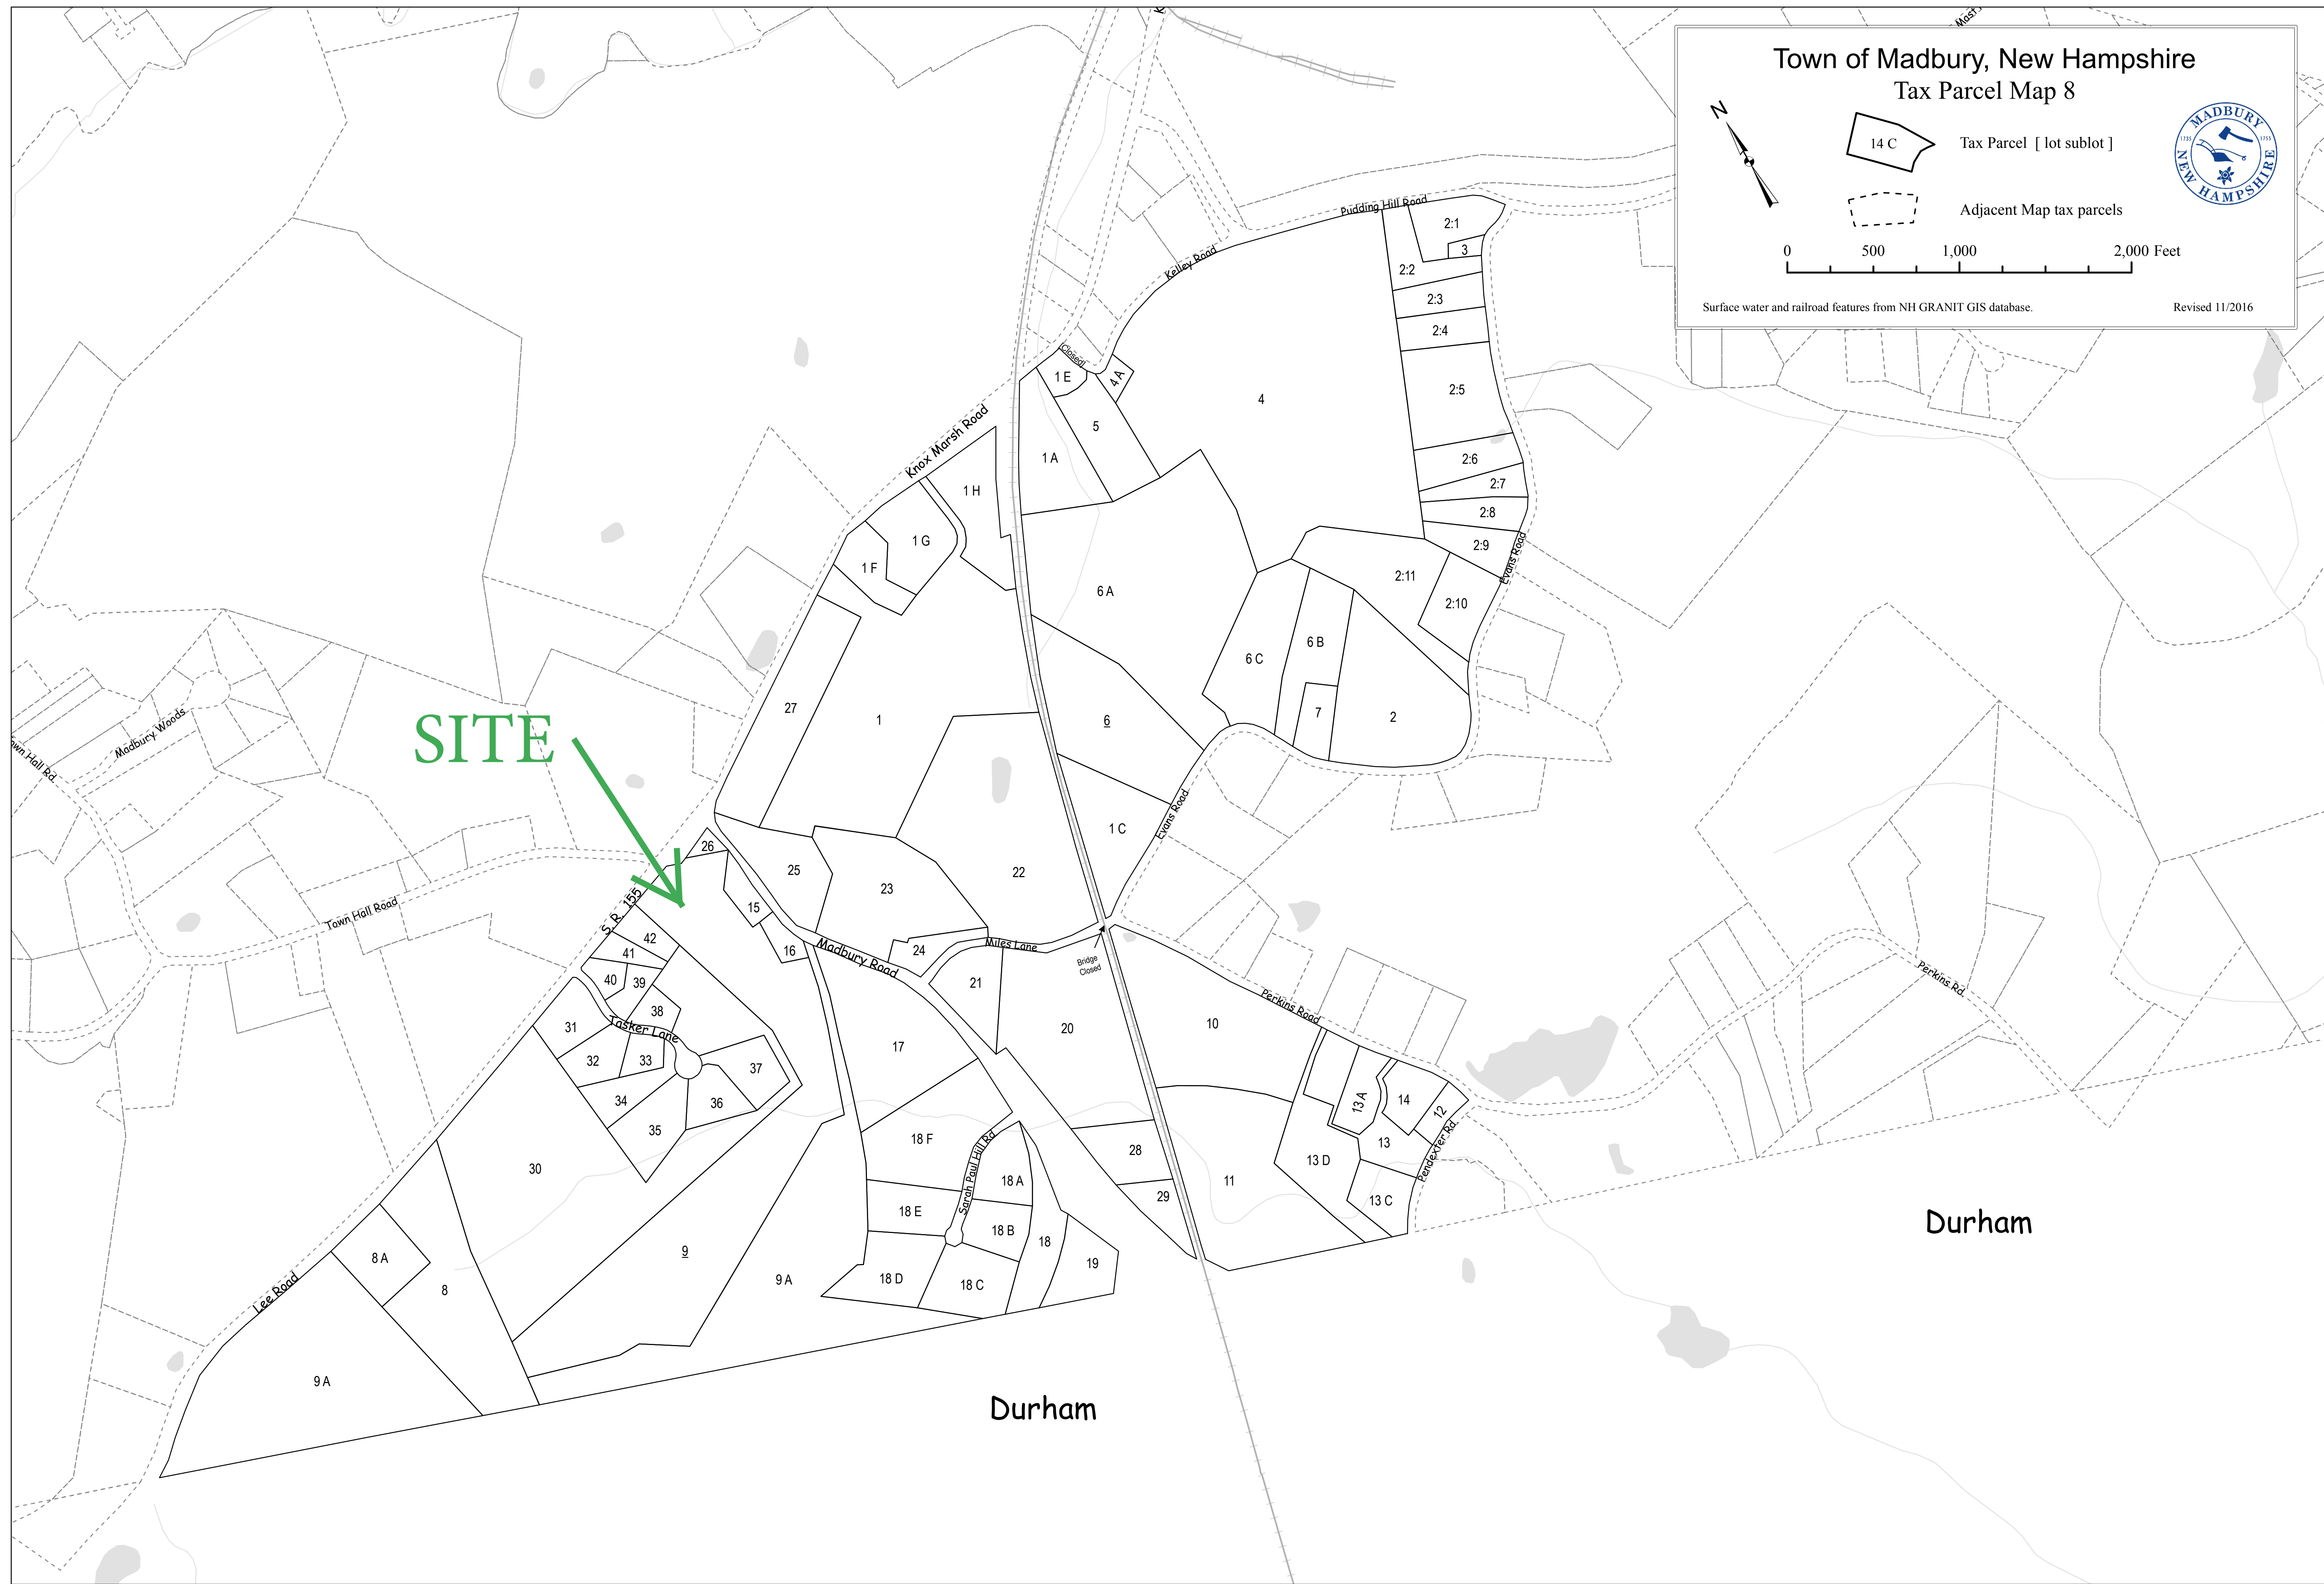 Mast
K
Town of Madbury, New Hampshire
Tax Parcel Map 8
N
14 C
Tax Parcel [ lot sublot ]
MADBURY
1735
1755
NEW HAMPSHIRE
Adjacent Map tax parcels
0 500 1,000 2,000 Feet
Surface water and railroad features from NH GRANIT GIS database.
Revised 11/2016
Pudding Hill Road
2:1
3
Kelley Road
2:2
2:3
2:4
(Closed)
1 E
4 A
4
2:5
Knox Marsh Road
5
1 A
2:6
2:7
1 H
2:8
1 G
2:9
Evans Road
1 F
2:11
6 A
2:10
6 B
6 C
27
1
6
7
2
Madbury Woods
own Hall Rd.
SITE
1 C
Evans Road
26
25
23
22
S. R. 155
15
Town Hall Road
42
16
Madbury Road
24
Miles Lane
41
Bridge
Closed
40
39
21
Perkins Rd.
38
Perkins Road
31
Tasker Lane
20
10
32
33
17
37
34
36
13 A
14
12
35
18 F
28
13
Pendexter Rd.
30
Sarah Paul Hill Rd
18 A
11
13 D
29
13 C
18 E
18 B
Durham
9
8 A
18
19
9 A
18 D
18 C
8
Lee Road
9 A
Durham